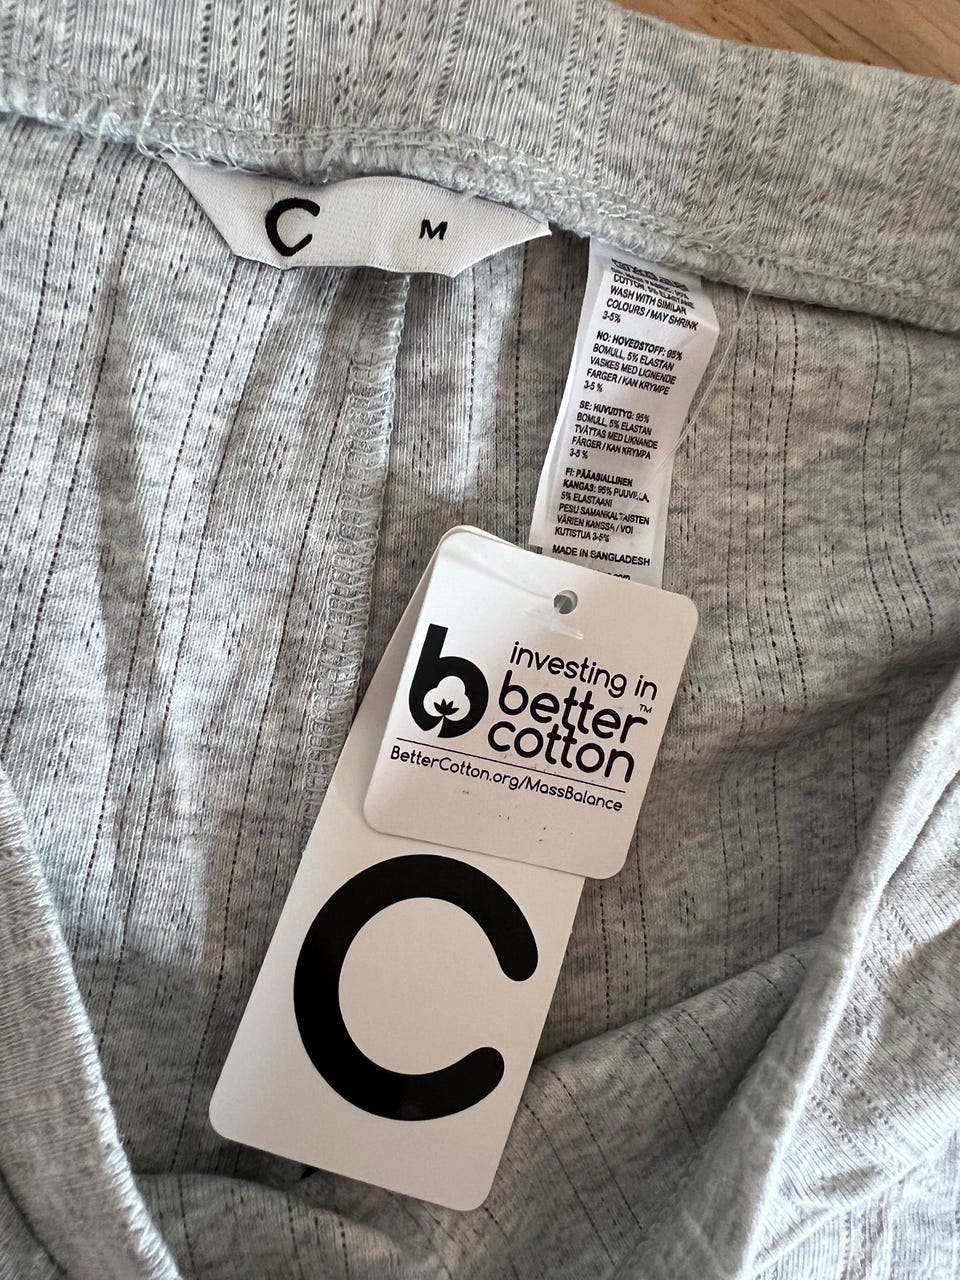 C M
COTTON, 5% ELASTANE
WASH WITH SIMILAR
COLOURS / MAY SHRINK
3-5%
NO: HOVEDSTOFF: 95%
BOMULL, 5% ELASTAN
VASKES MED LIGNENDE
FARGER / KAN KRYMPE
3-5 %
SE: HUVUDTYG: 95%
BOMULL, 5% ELASTAN
TVÄTTAS MED LIKNANDE
FÄRGER / KAN KRYMPA
3-5 %
FI: PÄÄASIALLINEN
KANGAS: 95% PUUVILLA,
5% ELASTAANI
PESU SAMANKALTAISTEN
VÄRIEN KANSSA / VOI
KUTISTUA 3-5%
MADE IN BANGLADESH
investing in
better™
cotton
BetterCotton.org/MassBalance
C